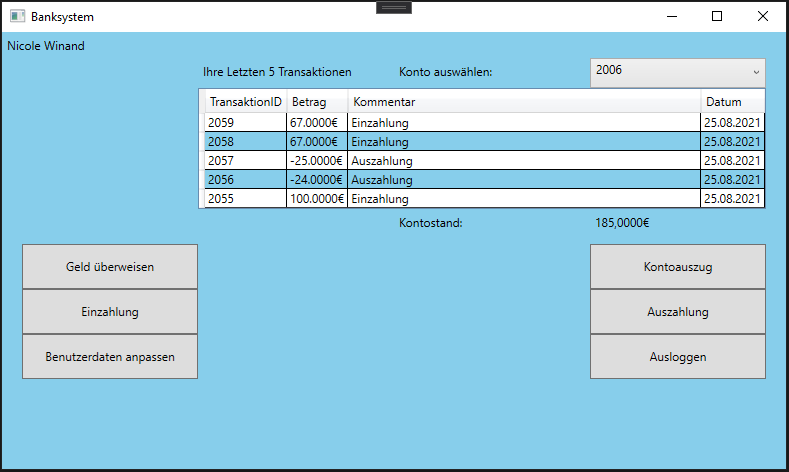 Banksystem
Nicole Winand
Ihre Letzten 5 Transaktionen Konto auswählen: 2006
TransaktionID Betrag Kommentar Datum
2059 67.0000€ Einzahlung 25.08.2021
2058 67.0000€ Einzahlung 25.08.2021
2057 -25.0000€ Auszahlung 25.08.2021
2056 -24.0000€ Auszahlung 25.08.2021
2055 100.0000€ Einzahlung 25.08.2021
Kontostand: 185,0000€
Geld überweisen Kontoauszug
Einzahlung Auszahlung
Benutzerdaten anpassen Ausloggen